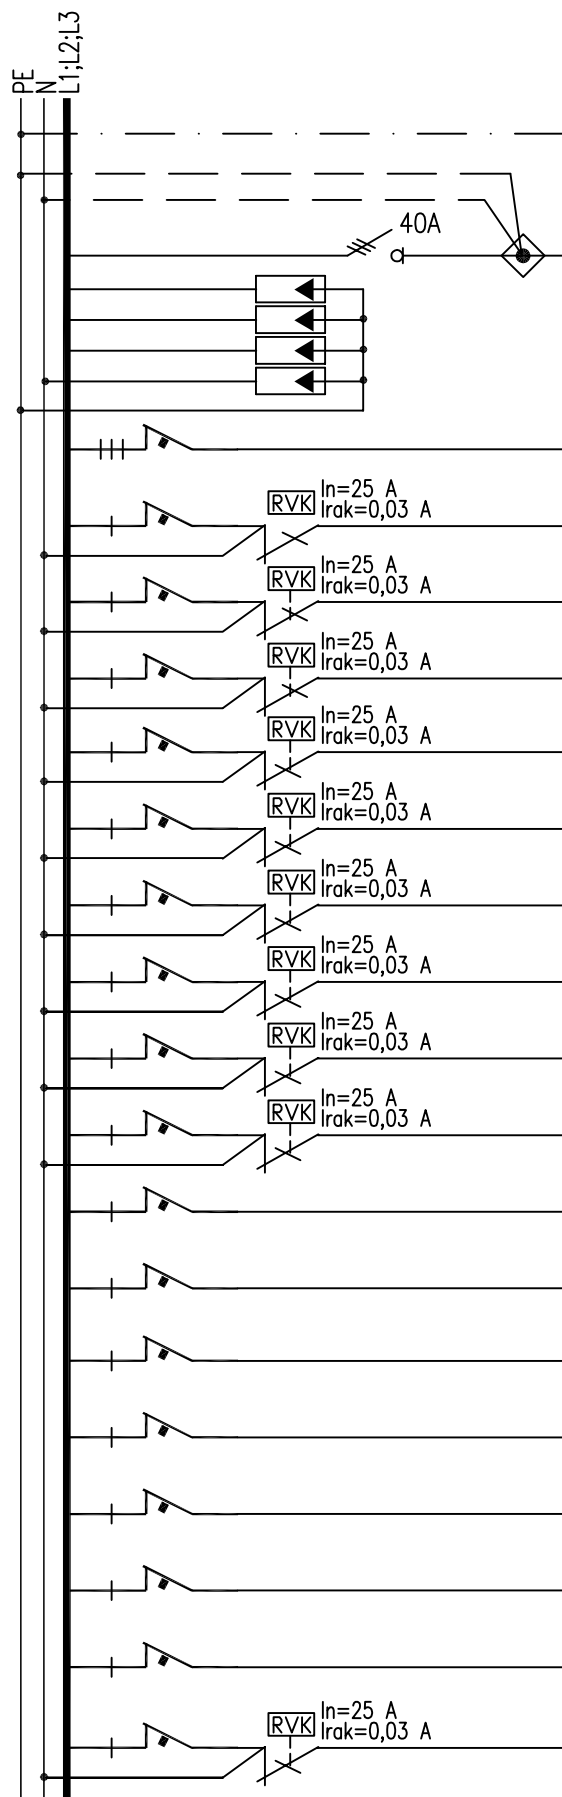 PE
N
L1;L2;L3
40A
RVK
In=25 A
Irak=0,03 A
RVK
In=25 A
Irak=0,03 A
RVK
In=25 A
Irak=0,03 A
RVK
In=25 A
Irak=0,03 A
RVK
In=25 A
Irak=0,03 A
RVK
In=25 A
Irak=0,03 A
RVK
In=25 A
Irak=0,03 A
RVK
In=25 A
Irak=0,03 A
RVK
In=25 A
Irak=0,03 A
RVK
In=25 A
Irak=0,03 A